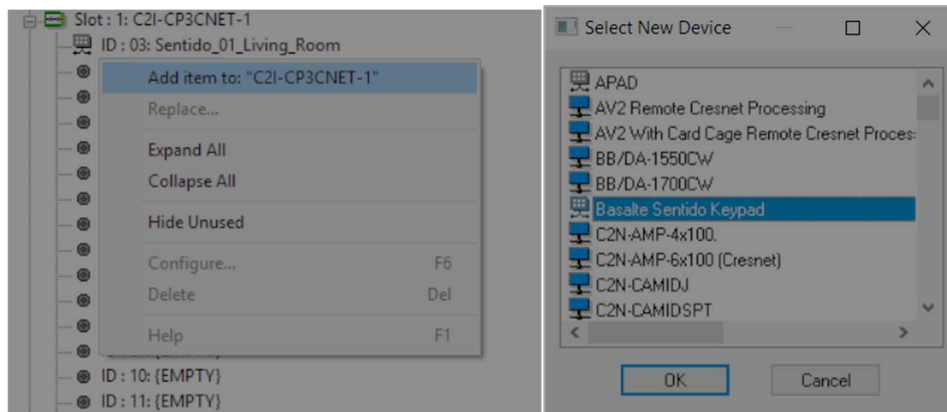 Slot : 1: C2I-CP3CNET-1
ID : 03: Sentido_01_Living_Room
Add item to: "C2I-CP3CNET-1"
Replace...
Expand All
Collapse All
Hide Unused
Configure... F6
Delete Del
Help F1
ID : 10: {EMPTY}
ID : 11: {EMPTY}
Select New Device
APAD
AV2 Remote Cresnet Processing
AV2 With Card Cage Remote Cresnet Proces
BB/DA-1550CW
BB/DA-1700CW
Basalte Sentido Keypad
C2N-AMP-4x100.
C2N-AMP-6x100 (Cresnet)
C2N-CAMIDJ
C2N-CAMIDSPT
OK Cancel